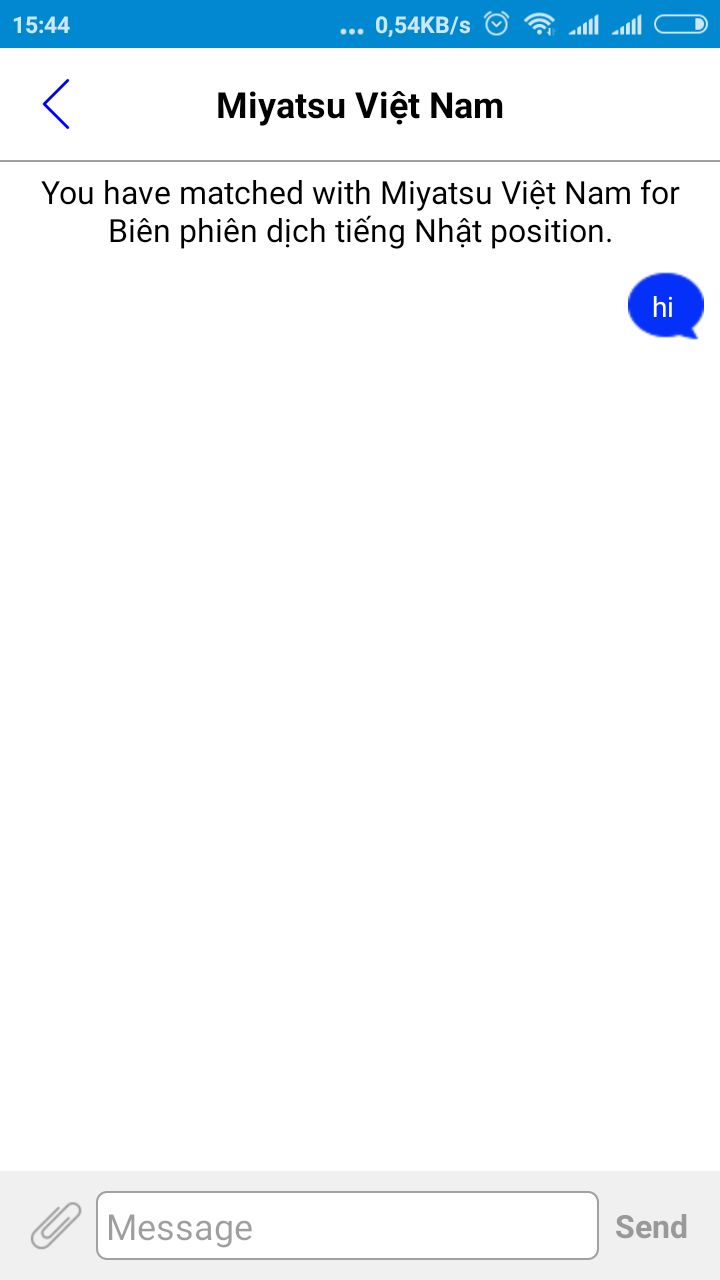 15:44
... 0,54KB/s
Miyatsu Việt Nam
You have matched with Miyatsu Việt Nam for
Biên phiên dịch tiếng Nhật position.
hi
Message
Send